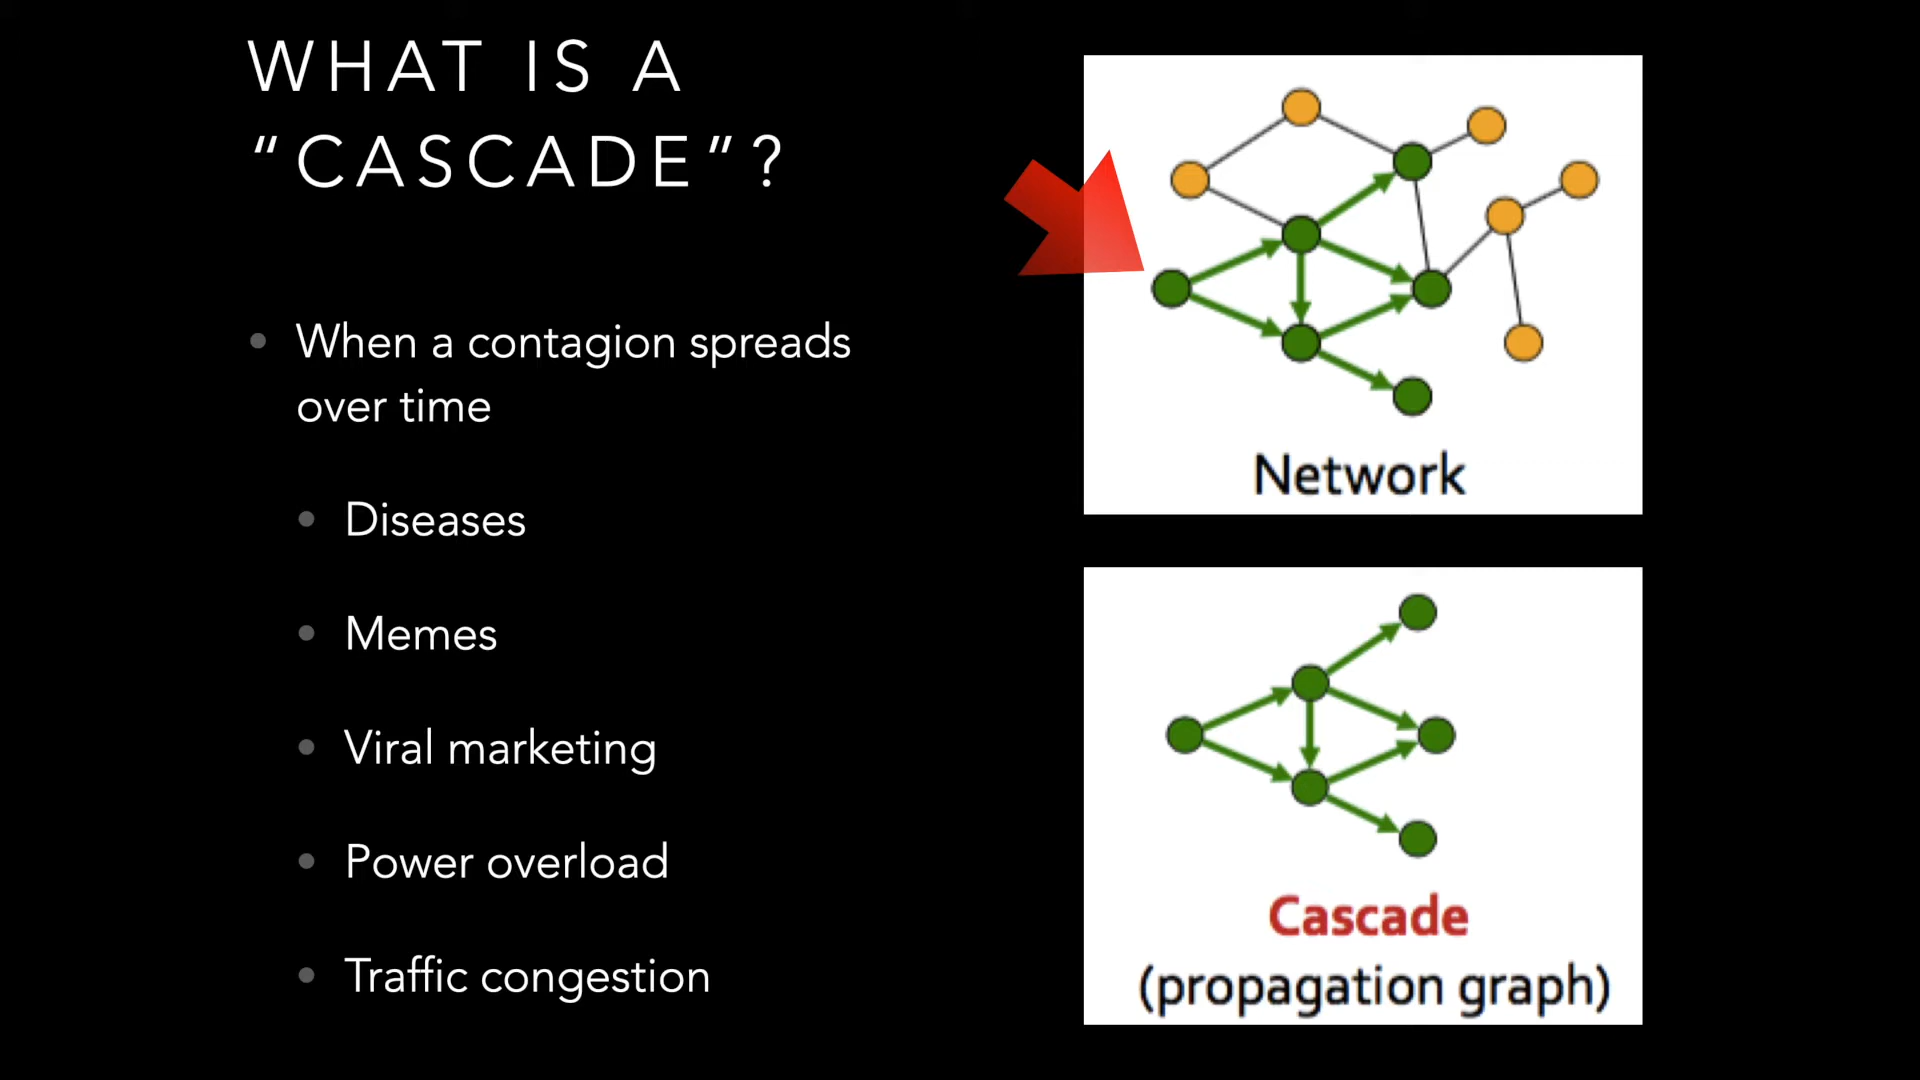 WHAT IS A
“CASCADE”?
• When a contagion spreads
over time
• Diseases
• Memes
• Viral marketing
• Power overload
• Traffic congestion
Network
Cascade
(propagation graph)